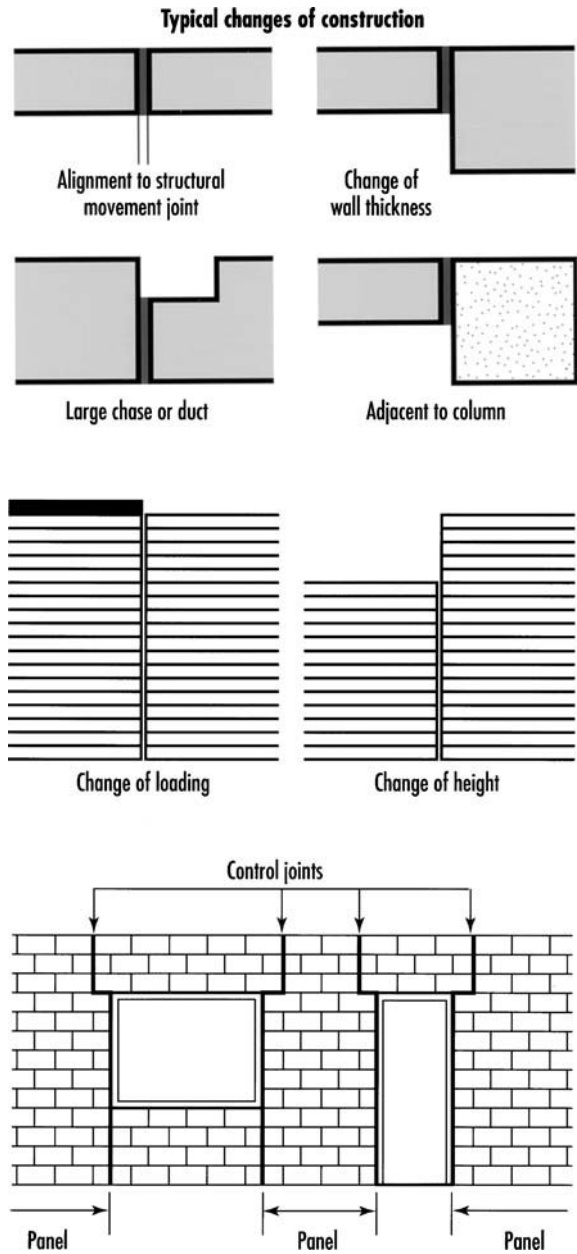 Typical changes of construction
Alignment to structural
movement joint
Change of
wall thickness
Large chase or duct
Adjacent to column
Change of loading
Change of height
Control joints
Panel
Panel
Panel